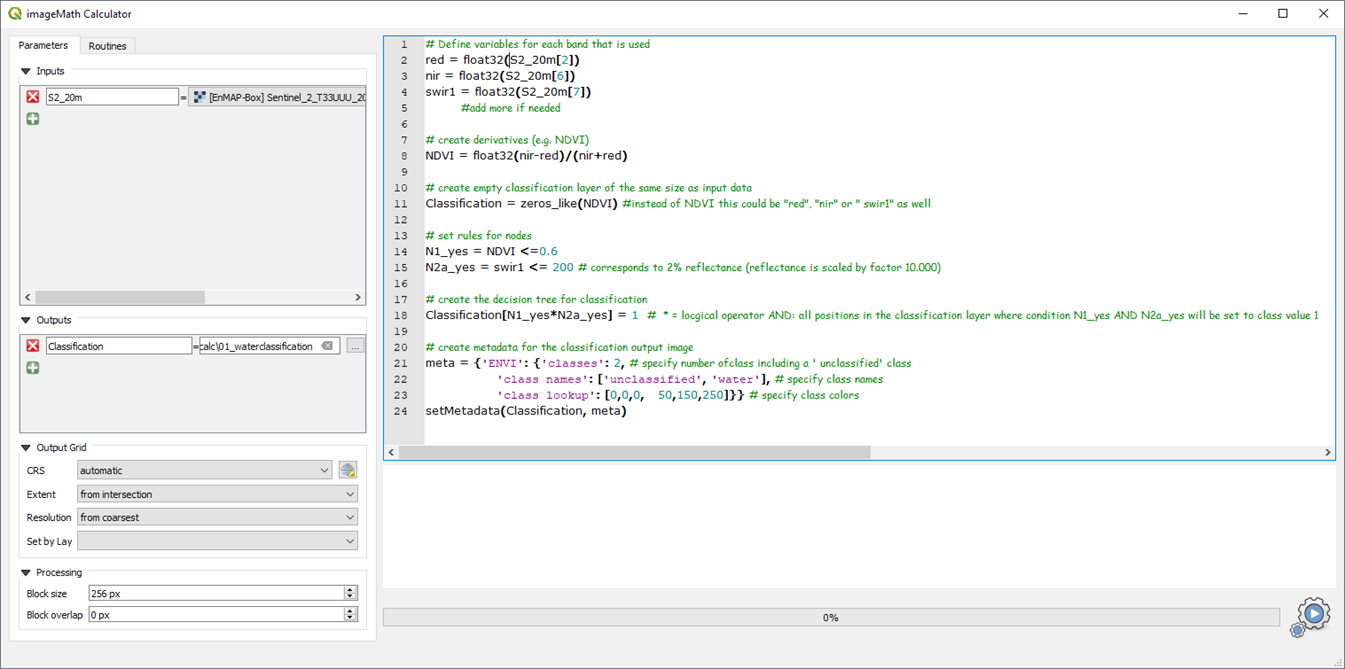 imageMath Calculator
Parameters Routines
Inputs
S2_20m = [EnMAP-Box] Sentinel_2_T33UUU_20
Outputs
Classification =calc\01_waterclassification ...
Output Grid
CRS automatic
Extent from intersection
Resolution from coarsest
Set by Lay
Processing
Block size 256 px
Block overlap 0 px
1 # Define variables for each band that is used
2 red = float32(S2_20m[2])
3 nir = float32(S2_20m[6])
4 swir1 = float32(S2_20m[7])
5 #add more if needed
6
7 # create derivatives (e.g. NDVI)
8 NDVI = float32(nir-red)/(nir+red)
9
10 # create empty classification layer of the same size as input data
11 Classification = zeros_like(NDVI) #instead of NDVI this could be "red", "nir" or " swir1" as well
12
13 # set rules for nodes
14 N1_yes = NDVI <=0.6
15 N2a_yes = swir1 <= 200 # corresponds to 2% reflectance (reflectance is scaled by factor 10.000)
16
17 # create the decision tree for classification
18 Classification[N1_yes*N2a_yes] = 1 # * = locgical operator AND: all positions in the classification layer where condition N1_yes AND N2a_yes will be set to class value 1
19
20 # create metadata for the classification output image
21 meta = {'ENVI': {'classes': 2, # specify number ofclass including a ' unclassified' class
22 'class names': ['unclassified', 'water'], # specify class names
23 'class lookup': [0,0,0, 50,150,250]}} # specify class colors
24 setMetadata(Classification, meta)
0%